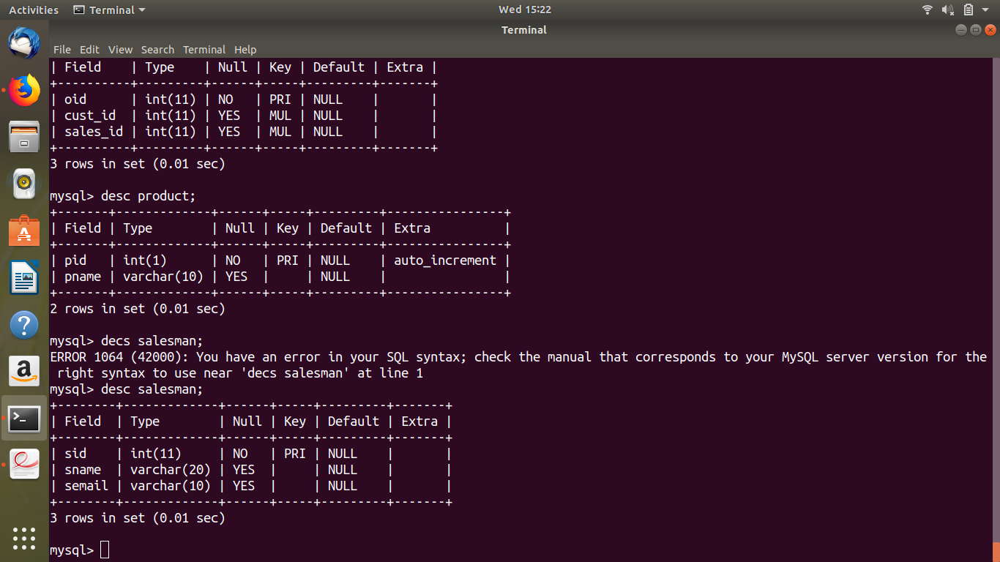 Activities Terminal Wed 15:22
Terminal
File Edit View Search Terminal Help
| Field    | Type    | Null | Key | Default | Extra |
+----------+---------+------+-----+---------+-------+
| oid      | int(11) | NO   | PRI | NULL    |       |
| cust_id  | int(11) | YES  | MUL | NULL    |       |
| sales_id | int(11) | YES  | MUL | NULL    |       |
+----------+---------+------+-----+---------+-------+
3 rows in set (0.01 sec)
mysql> desc product;
+-------+-------------+------+-----+---------+----------------+
| Field | Type        | Null | Key | Default | Extra          |
+-------+-------------+------+-----+---------+----------------+
| pid   | int(1)      | NO   | PRI | NULL    | auto_increment |
| pname | varchar(10) | YES  |     | NULL    |                |
+-------+-------------+------+-----+---------+----------------+
2 rows in set (0.01 sec)
mysql> decs salesman;
ERROR 1064 (42000): You have an error in your SQL syntax; check the manual that corresponds to your MySQL server version for the
 right syntax to use near 'decs salesman' at line 1
mysql> desc salesman;
+--------+-------------+------+-----+---------+-------+
| Field  | Type        | Null | Key | Default | Extra |
+--------+-------------+------+-----+---------+-------+
| sid    | int(11)     | NO   | PRI | NULL    |       |
| sname  | varchar(20) | YES  |     | NULL    |       |
| semail | varchar(10) | YES  |     | NULL    |       |
+--------+-------------+------+-----+---------+-------+
3 rows in set (0.01 sec)
mysql>